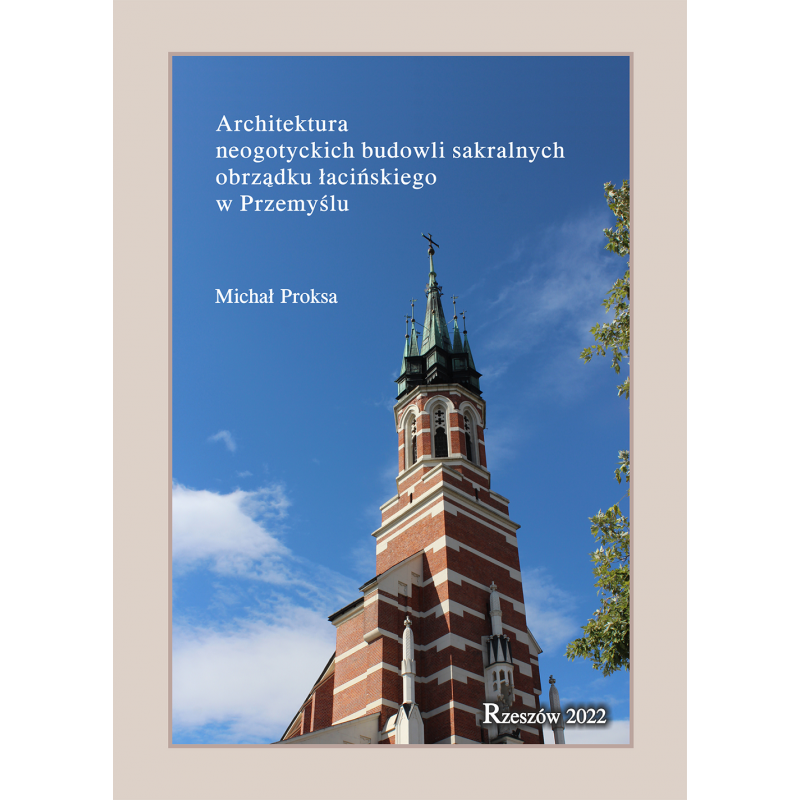 Architektura
neogotyckich budowli sakralnych
obrządku łacińskiego
w Przemyślu
Michał Proksa
Rzeszów 2022